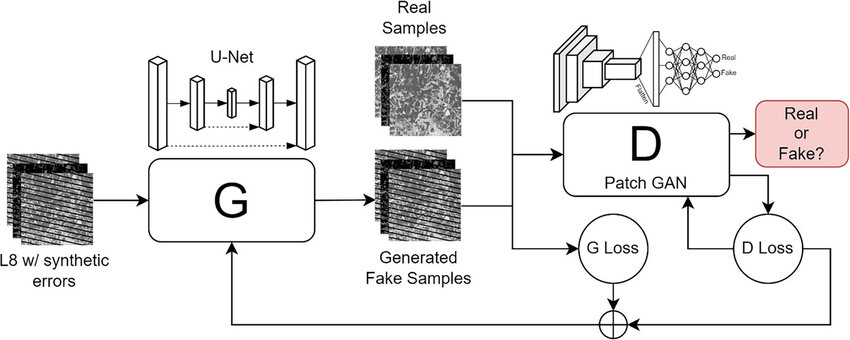 Real
Samples
U-Net
Flatten
Real
Fake
Real
or
Fake?
D
Patch GAN
G
L8 w/ synthetic
errors
Generated
Fake Samples
G Loss
D Loss